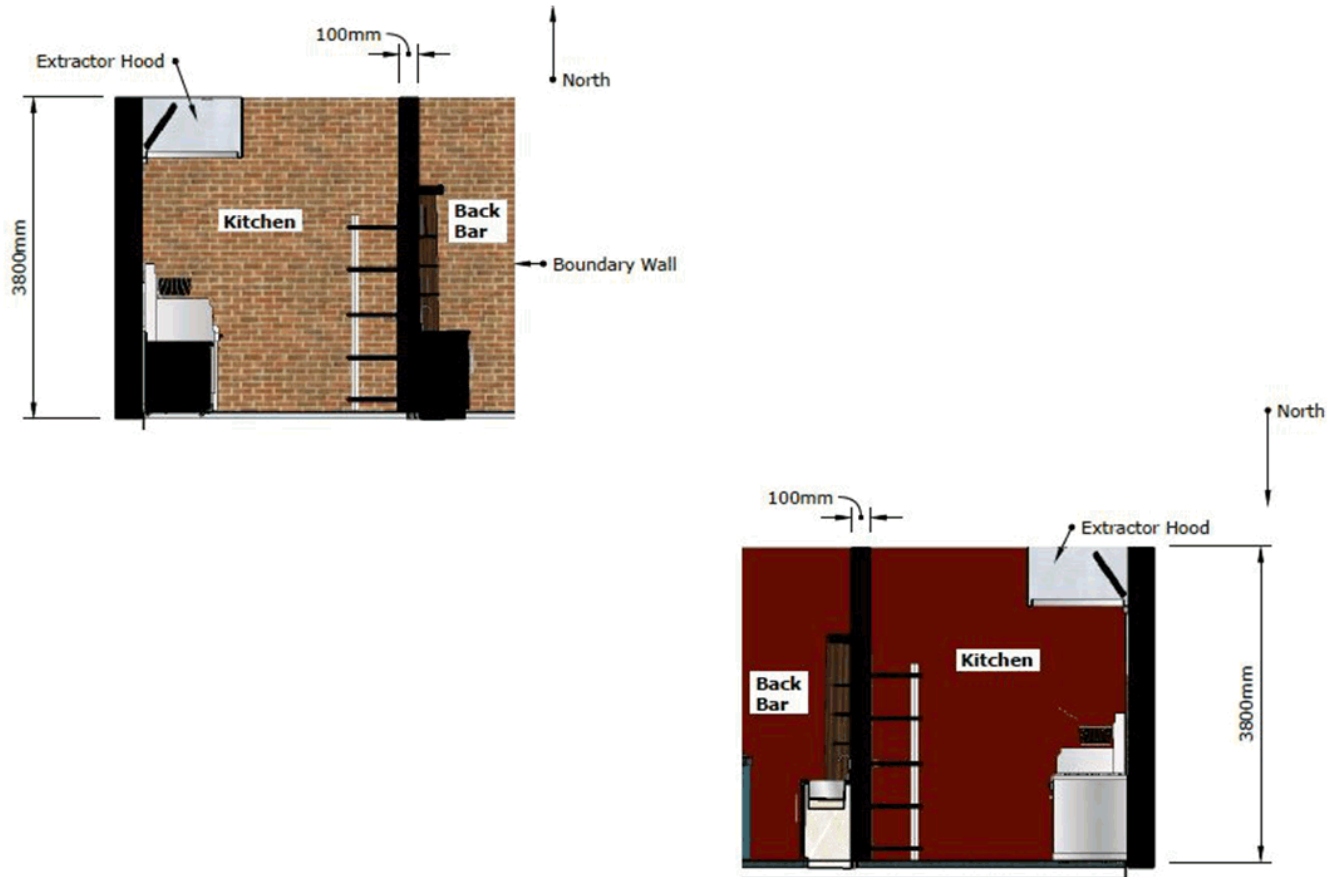 100mm
Extractor Hood
North
Kitchen
Back
Bar
3800mm
Boundary Wall
North
100mm
Extractor Hood
Kitchen
Back
Bar
3800mm